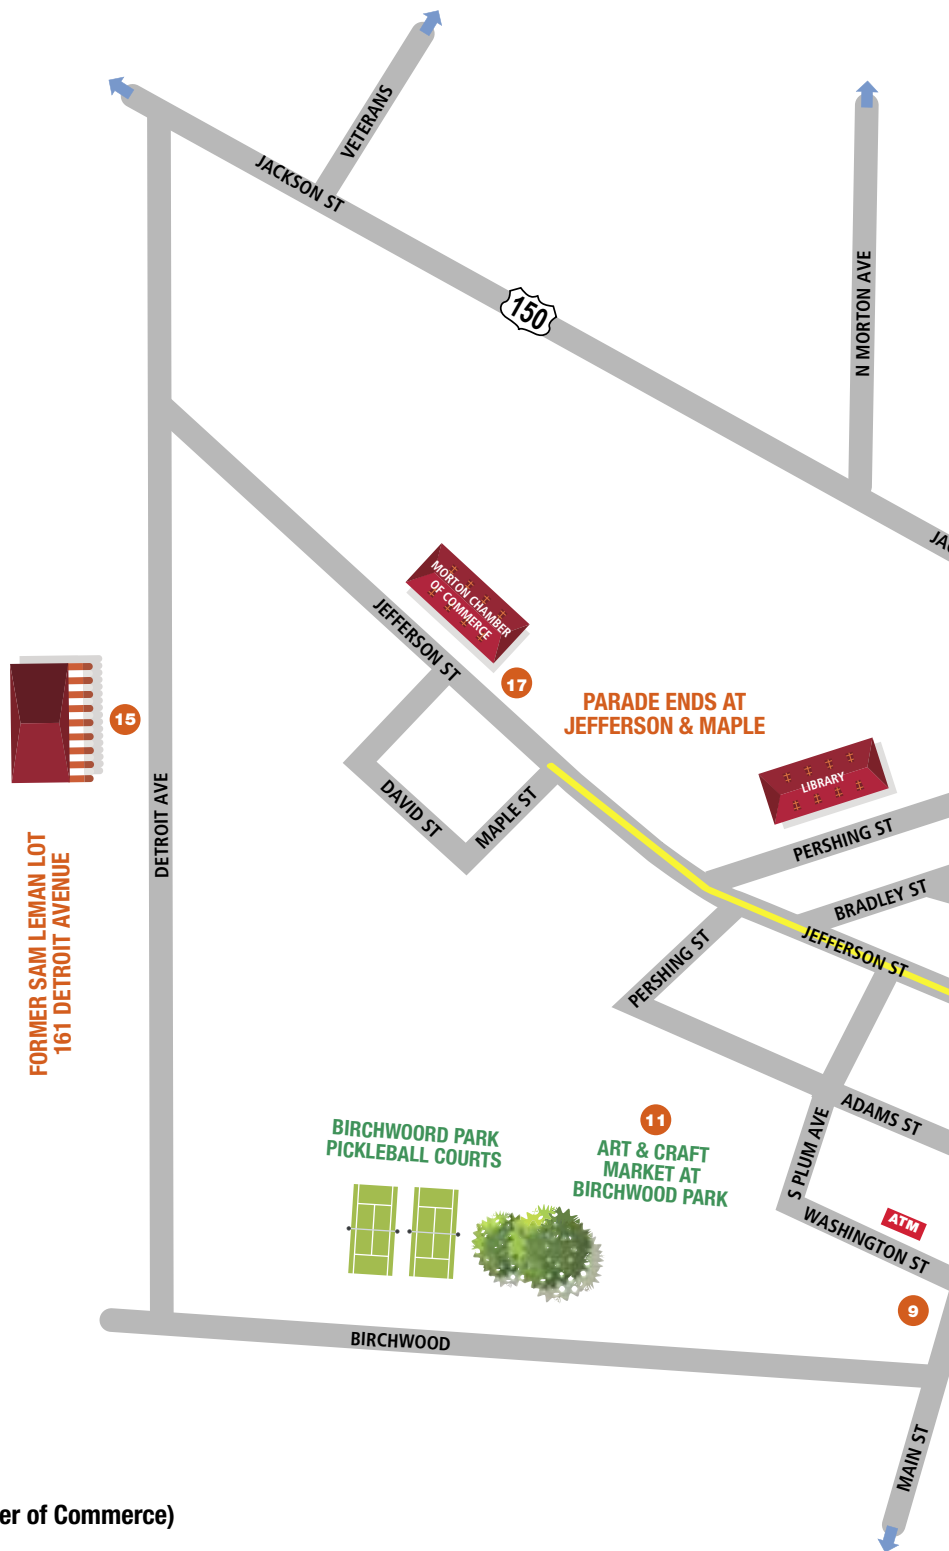 VETERANS
JACKSON ST
150
N MORTON AVE
MORTON CHAMBER
OF COMMERCE
JEFFERSON ST
17
PARADE ENDS AT
JEFFERSON & MAPLE
15
LIBRARY
DETROIT AVE
DAVID ST
MAPLE ST
PERSHING ST
BRADLEY ST
JEFFERSON ST
PERSHING ST
FORMER SAM LEMAN LOT
161 DETROIT AVENUE
ADAMS ST
S PLUM AVE
11
ART & CRAFT
MARKET AT
BIRCHWOOD PARK
BIRCHWOORD PARK
PICKLEBALL COURTS
ATM
WASHINGTON ST
9
BIRCHWOOD
MAIN ST
er of Commerce)